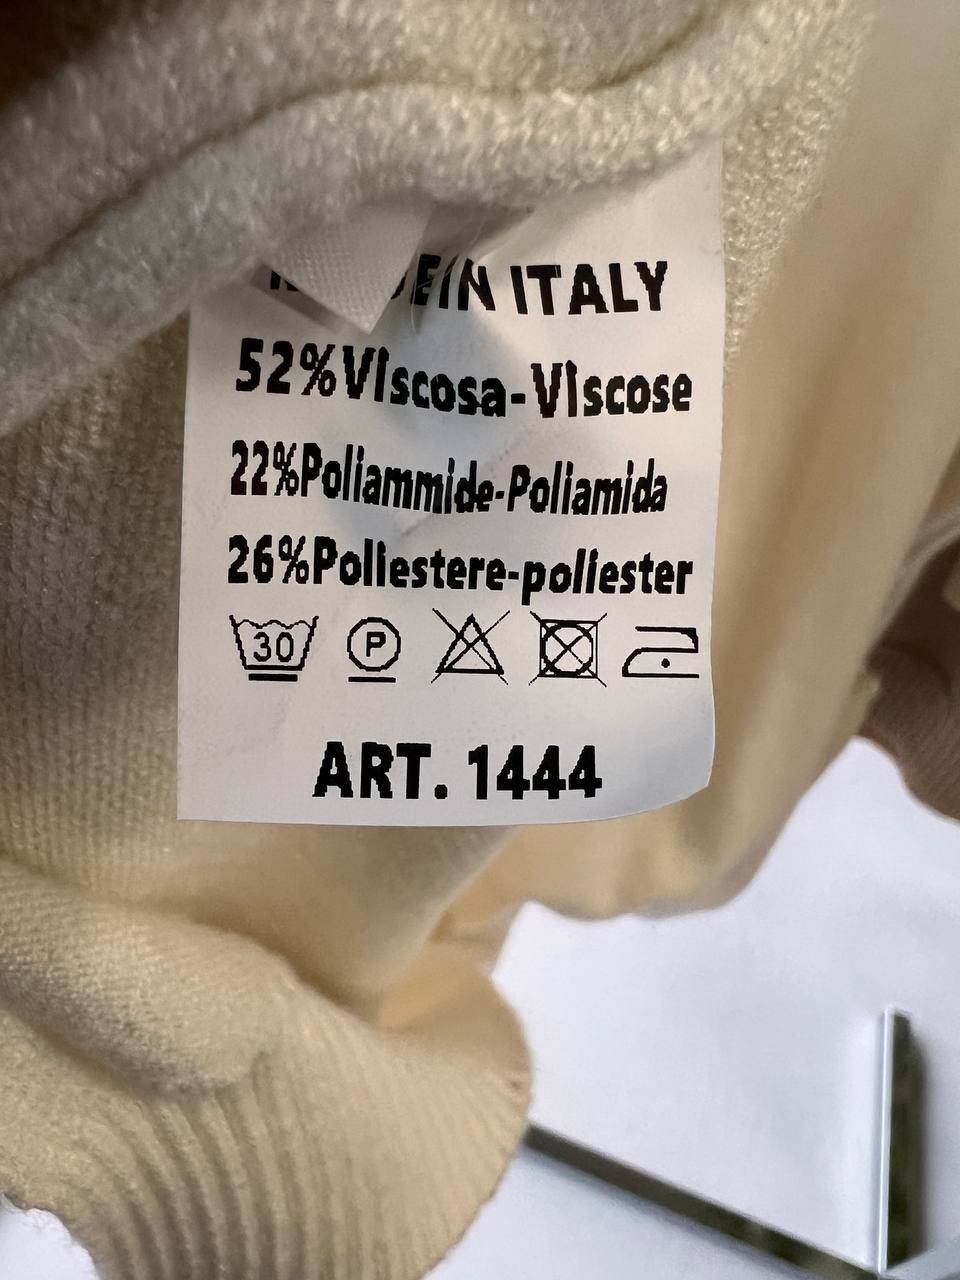 IN ITALY
52%Viscosa-Viscose
22%Poliammide-Poliamida
26%Poliestere-poliester
30 P
ART. 1444